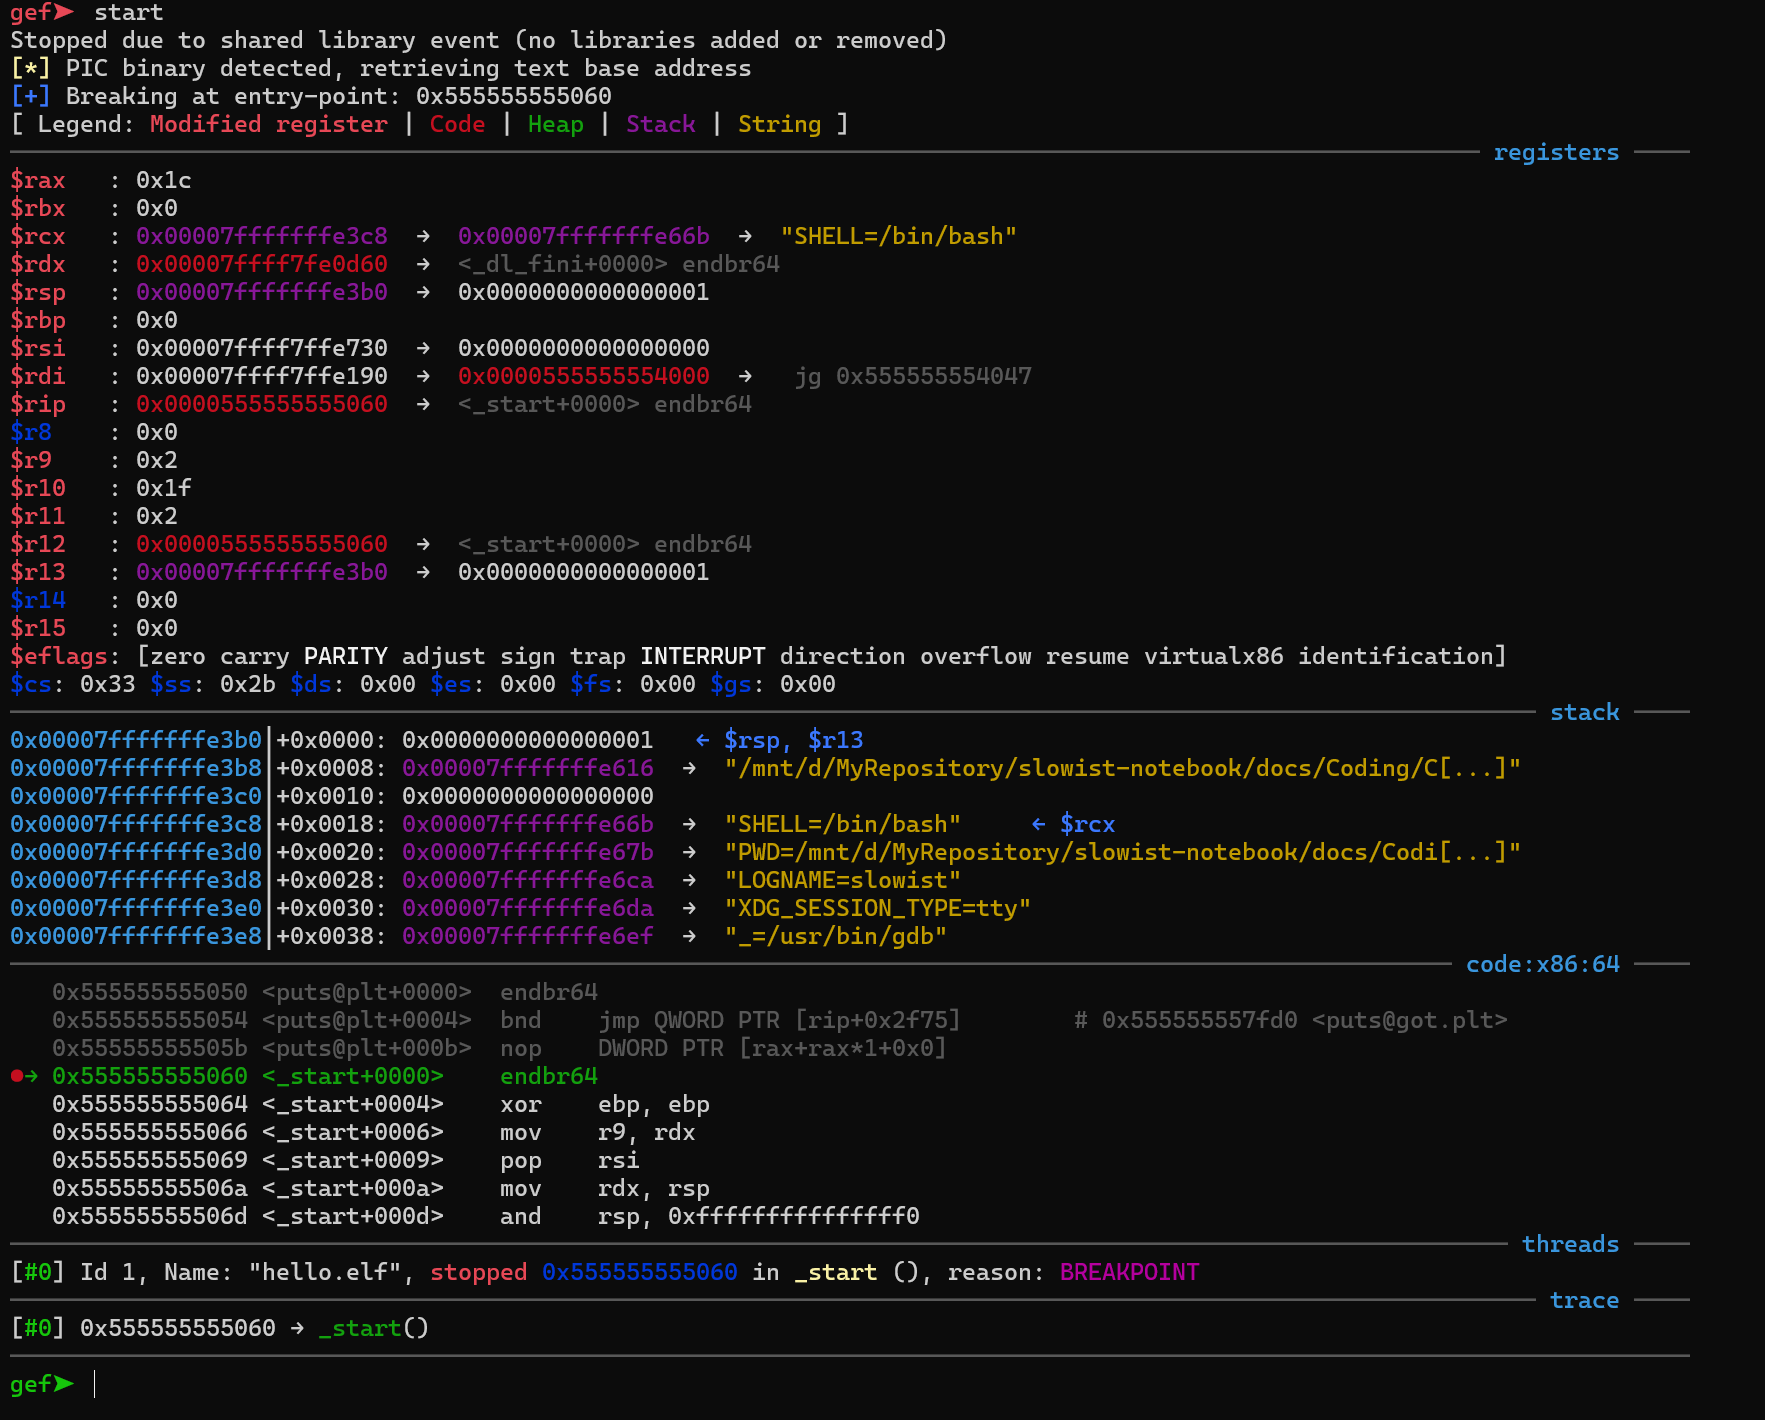 gef➤  start
Stopped due to shared library event (no libraries added or removed)
[*] PIC binary detected, retrieving text base address
[+] Breaking at entry-point: 0x555555555060
[ Legend: Modified register | Code | Heap | Stack | String ]
registers
$rax   : 0x1c
$rbx   : 0x0
$rcx   : 0x00007fffffffe3c8  →  0x00007fffffffe66b  →  "SHELL=/bin/bash"
$rdx   : 0x00007ffff7fe0d60  →  <_dl_fini+0000> endbr64
$rsp   : 0x00007fffffffe3b0  →  0x0000000000000001
$rbp   : 0x0
$rsi   : 0x00007ffff7ffe730  →  0x0000000000000000
$rdi   : 0x00007ffff7ffe190  →  0x0000555555554000  →   jg 0x555555554047
$rip   : 0x0000555555555060  →  <_start+0000> endbr64
$r8    : 0x0
$r9    : 0x2
$r10   : 0x1f
$r11   : 0x2
$r12   : 0x0000555555555060  →  <_start+0000> endbr64
$r13   : 0x00007fffffffe3b0  →  0x0000000000000001
$r14   : 0x0
$r15   : 0x0
$eflags: [zero carry PARITY adjust sign trap INTERRUPT direction overflow resume virtualx86 identification]
$cs: 0x33 $ss: 0x2b $ds: 0x00 $es: 0x00 $fs: 0x00 $gs: 0x00
stack
0x00007fffffffe3b0│+0x0000: 0x0000000000000001   ← $rsp, $r13
0x00007fffffffe3b8│+0x0008: 0x00007fffffffe616  →  "/mnt/d/MyRepository/slowist-notebook/docs/Coding/C[...]"
0x00007fffffffe3c0│+0x0010: 0x0000000000000000
0x00007fffffffe3c8│+0x0018: 0x00007fffffffe66b  →  "SHELL=/bin/bash"     ← $rcx
0x00007fffffffe3d0│+0x0020: 0x00007fffffffe67b  →  "PWD=/mnt/d/MyRepository/slowist-notebook/docs/Codi[...]"
0x00007fffffffe3d8│+0x0028: 0x00007fffffffe6ca  →  "LOGNAME=slowist"
0x00007fffffffe3e0│+0x0030: 0x00007fffffffe6da  →  "XDG_SESSION_TYPE=tty"
0x00007fffffffe3e8│+0x0038: 0x00007fffffffe6ef  →  "_=/usr/bin/gdb"
code:x86:64
0x555555555050 <puts@plt+0000>  endbr64
0x555555555054 <puts@plt+0004>  bnd    jmp QWORD PTR [rip+0x2f75]        # 0x555555557fd0 <puts@got.plt>
0x55555555505b <puts@plt+000b>  nop    DWORD PTR [rax+rax*1+0x0]
●→ 0x555555555060 <_start+0000>    endbr64
0x555555555064 <_start+0004>    xor    ebp, ebp
0x555555555066 <_start+0006>    mov    r9, rdx
0x555555555069 <_start+0009>    pop    rsi
0x55555555506a <_start+000a>    mov    rdx, rsp
0x55555555506d <_start+000d>    and    rsp, 0xfffffffffffffff0
threads
[#0] Id 1, Name: "hello.elf", stopped 0x555555555060 in _start (), reason: BREAKPOINT
trace
[#0] 0x555555555060 → _start()
gef➤